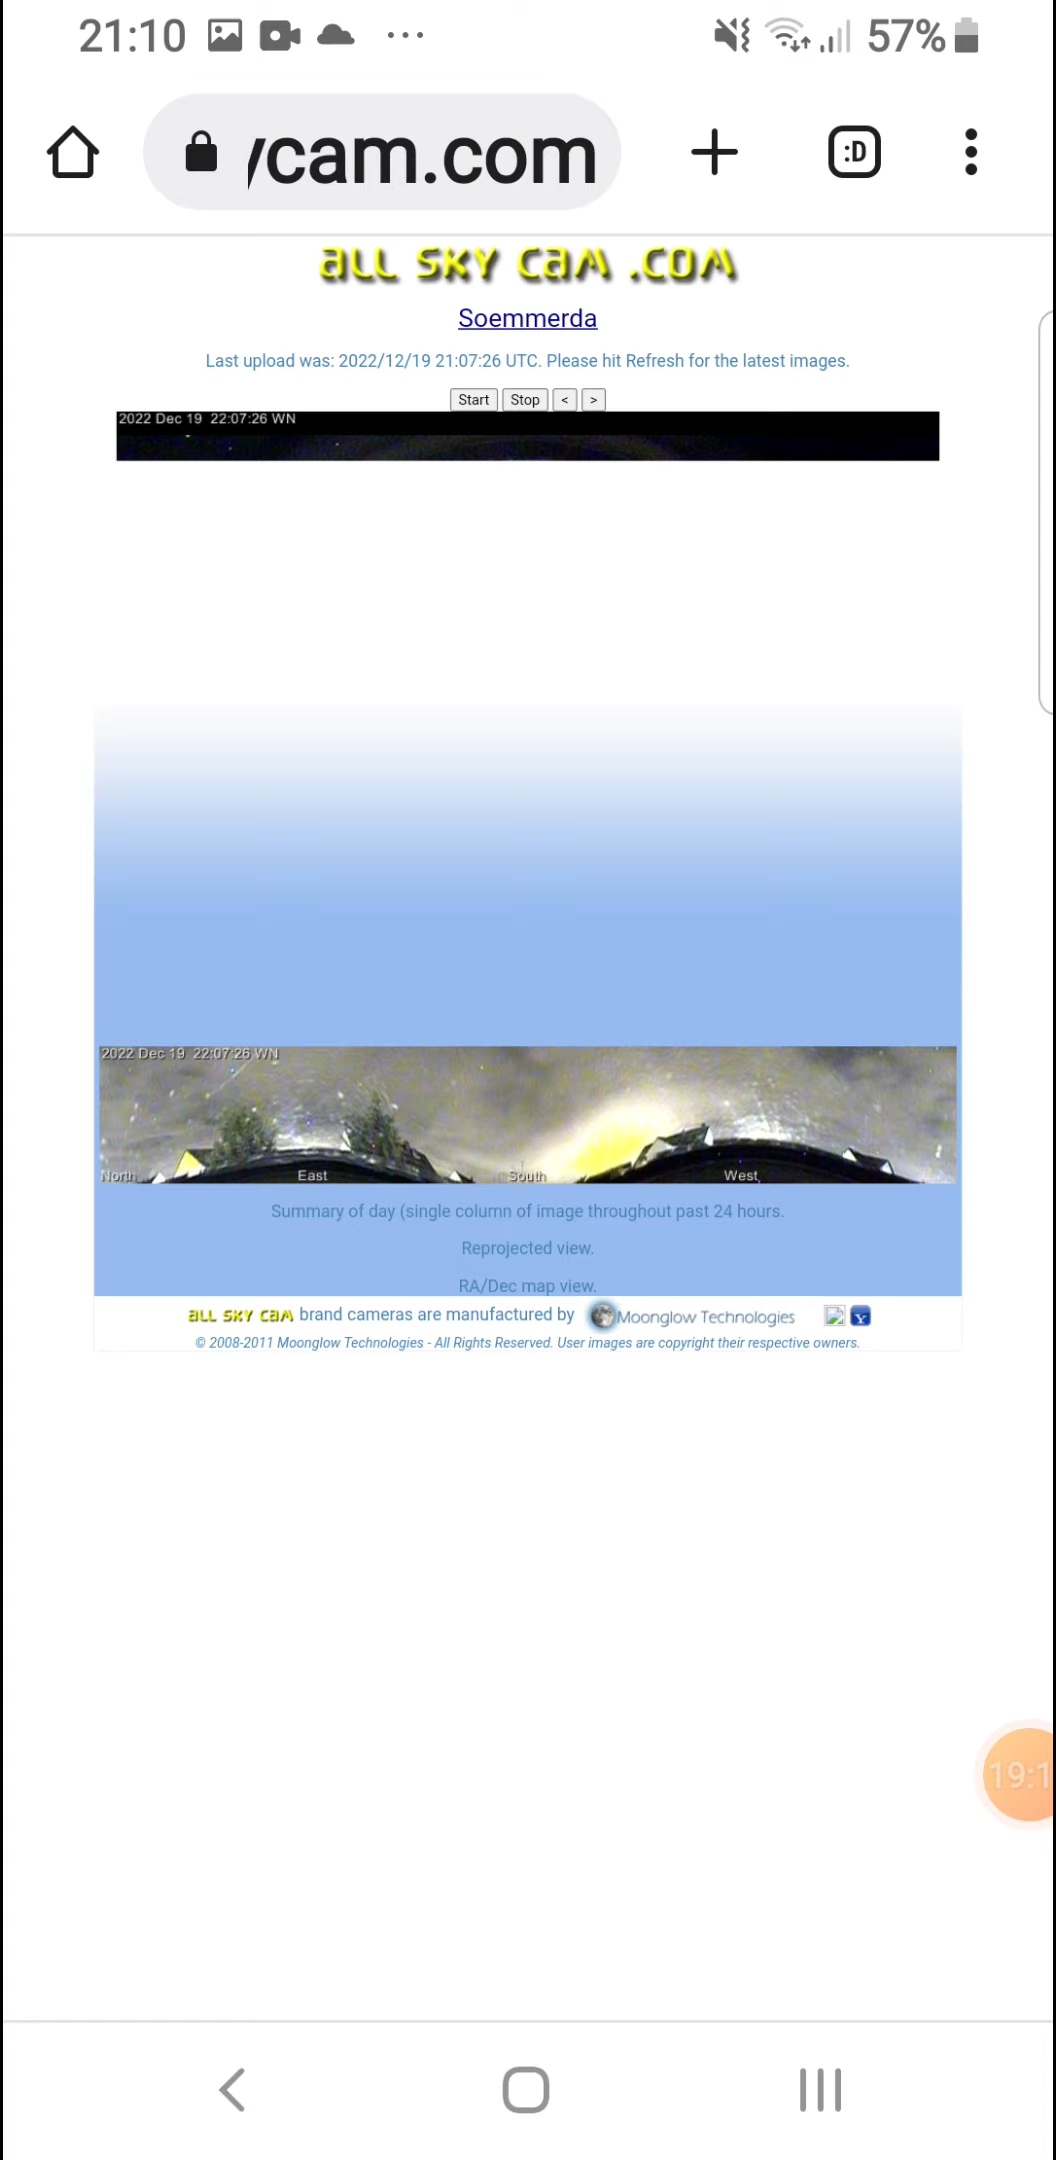 21:10 57%
ycam.com :D
ALL SKY CAM .COM
Soemmerda
Last upload was: 2022/12/19 21:07:26 UTC. Please hit Refresh for the latest images.
Start Stop < >
2022 Dec 19 22:07:26 WN
2022 Dec 19 22:07:26 WN
North East South West
Summary of day (single column of image throughout past 24 hours.
Reprojected view.
RA/Dec map view.
ALL SKY CAM brand cameras are manufactured by Moonglow Technologies Y
© 2008-2011 Moonglow Technologies - All Rights Reserved. User images are copyright their respective owners.
19:1